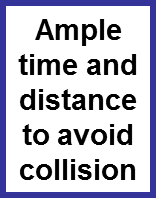 Ample
time and
distance
to avoid
collision